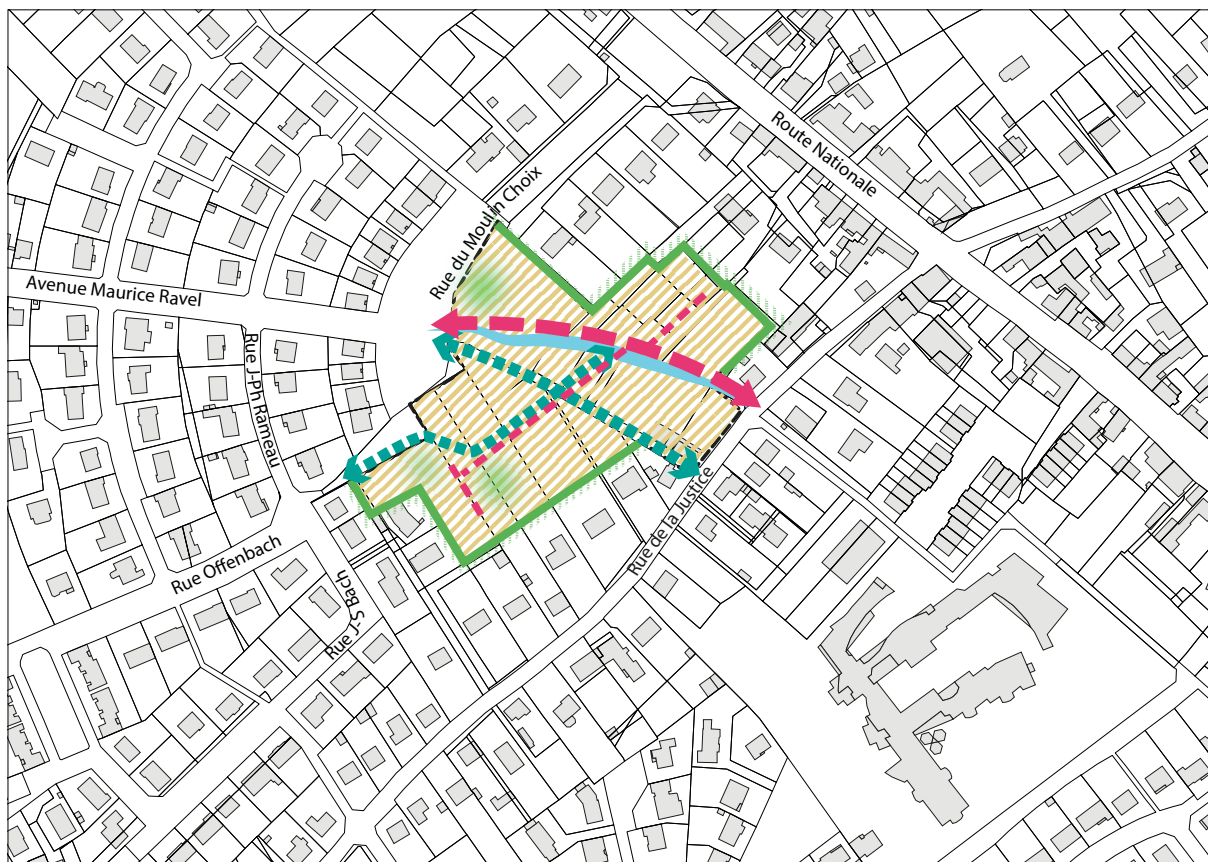 Route Nationale
Rue du Moulin Choix
Avenue Maurice Ravel
Rue J-Ph Rameau
Rue de la Justice
Rue Offenbach
Rue J-S Bach